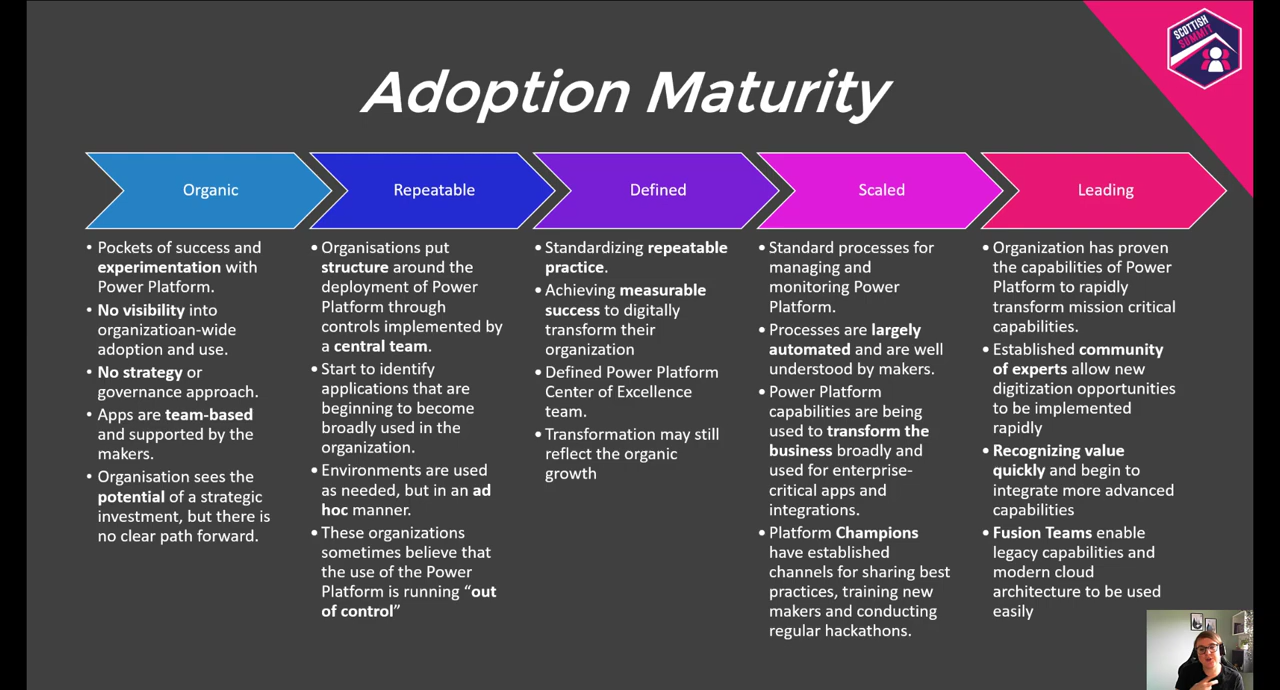 SCOTTISH
SUMMIT
Adoption Maturity
Organic
• Pockets of success and
experimentation with
Power Platform.
• No visibility into
organizatioan-wide
adoption and use.
• No strategy or
governance approach.
• Apps are team-based
and supported by the
makers.
• Organisation sees the
potential of a strategic
investment, but there is
no clear path forward.
Repeatable
• Organisations put
structure around the
deployment of Power
Platform through
controls implemented by
a central team.
• Start to identify
applications that are
beginning to become
broadly used in the
organization.
• Environments are used
as needed, but in an ad
hoc manner.
• These organizations
sometimes believe that
the use of the Power
Platform is running “out
of control”
Defined
• Standardizing repeatable
practice.
• Achieving measurable
success to digitally
transform their
organization
• Defined Power Platform
Center of Excellence
team.
• Transformation may still
reflect the organic
growth
Scaled
• Standard processes for
managing and
monitoring Power
Platform.
• Processes are largely
automated and are well
understood by makers.
• Power Platform
capabilities are being
used to transform the
business broadly and
used for enterprise-
critical apps and
integrations.
• Platform Champions
have established
channels for sharing best
practices, training new
makers and conducting
regular hackathons.
Leading
• Organization has proven
the capabilities of Power
Platform to rapidly
transform mission critical
capabilities.
• Established community
of experts allow new
digitization opportunities
to be implemented
rapidly
• Recognizing value
quickly and begin to
integrate more advanced
capabilities
• Fusion Teams enable
legacy capabilities and
modern cloud
architecture to be used
easily